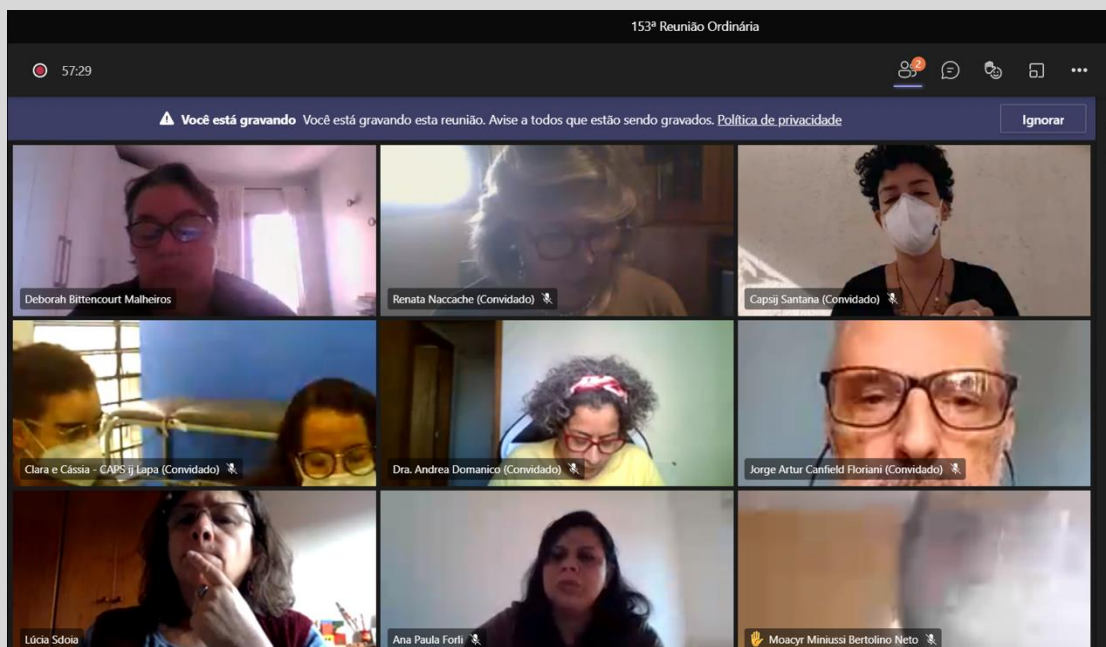 153ª Reunião Ordinária
57:29
2
Você está gravando Você está gravando esta reunião. Avise a todos que estão sendo gravados. Política de privacidade
Ignorar
Deborah Bittencourt Malheiros
Renata Naccache (Convidado)
Capsij Santana (Convidado)
Clara e Cássia - CAPS ij Lapa (Convidado)
Dra. Andrea Domanico (Convidado)
Jorge Artur Canfield Floriani (Convidado)
Lúcia Sdoia
Ana Paula Forli
Moacyr Miniussi Bertolino Neto